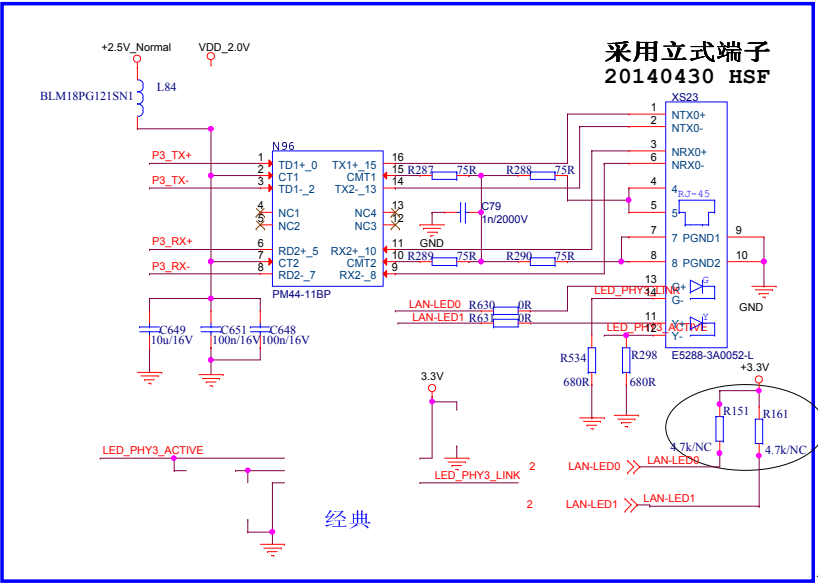 +2.5V_Normal
VDD_2.0V
采用立式端子
20140430 HSF
BLM18PG121SN1
L84
XS23
1 NTX0+
2 NTX0-
3 NRX0+
6 NRX0-
4 4
5 5
RJ-45
7 7 PGND1 9
8 8 PGND2 10
13 G+ G
14 G-
11 Y+ Y
12 Y-
E5288-3A0052-L
GND
N96
P3_TX+ 1 TD1+_0 TX1+_15 16
2 CT1 CMT1 15
P3_TX- 3 TD1-_2 TX2-_13 14
4 NC1 NC4 13
5 NC2 NC3 12
P3_RX+ 6 RD2+_5 RX2+_10 11
7 CT2 CMT2 10
P3_RX- 8 RD2-_7 RX2-_8 9
PM44-11BP
R287 75R R288 75R
C79
1n/2000V
GND
R289 75R R290 75R
LED_PHY3_LINK
LAN-LED0 R630 0R
LAN-LED1 R631 0R
LED_PHY3_ACTIVE
C649
10u/16V
C651
100n/16V
C648
100n/16V
R534
680R
R298
680R
3.3V
+3.3V
R151
4.7k/NC
R161
4.7k/NC
LED_PHY3_ACTIVE
LED_PHY3_LINK
2 LAN-LED0 LAN-LED0
2 LAN-LED1 LAN-LED1
经典